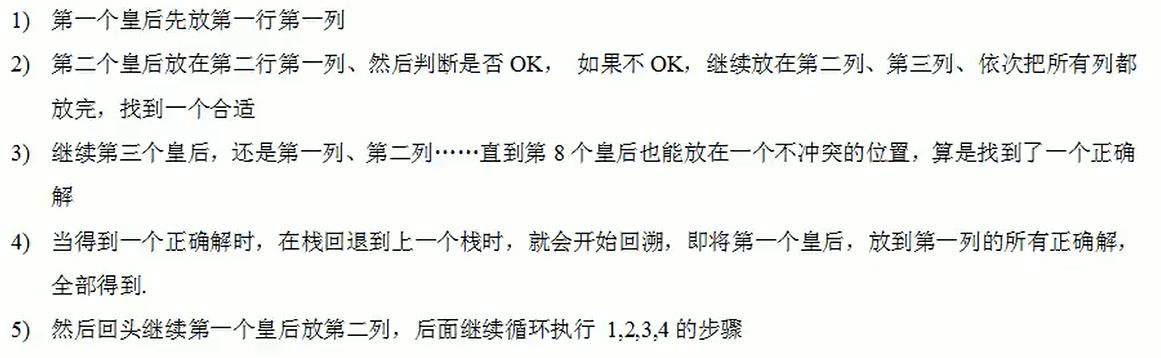 1) 第一个皇后先放第一行第一列
2) 第二个皇后放在第二行第一列、然后判断是否 OK， 如果不 OK，继续放在第二列、第三列、依次把所有列都
放完，找到一个合适
3) 继续第三个皇后，还是第一列、第二列……直到第 8 个皇后也能放在一个不冲突的位置，算是找到了一个正确
解
4) 当得到一个正确解时，在栈回退到上一个栈时，就会开始回溯，即将第一个皇后，放到第一列的所有正确解，
全部得到.
5) 然后回头继续第一个皇后放第二列，后面继续循环执行 1,2,3,4 的步骤